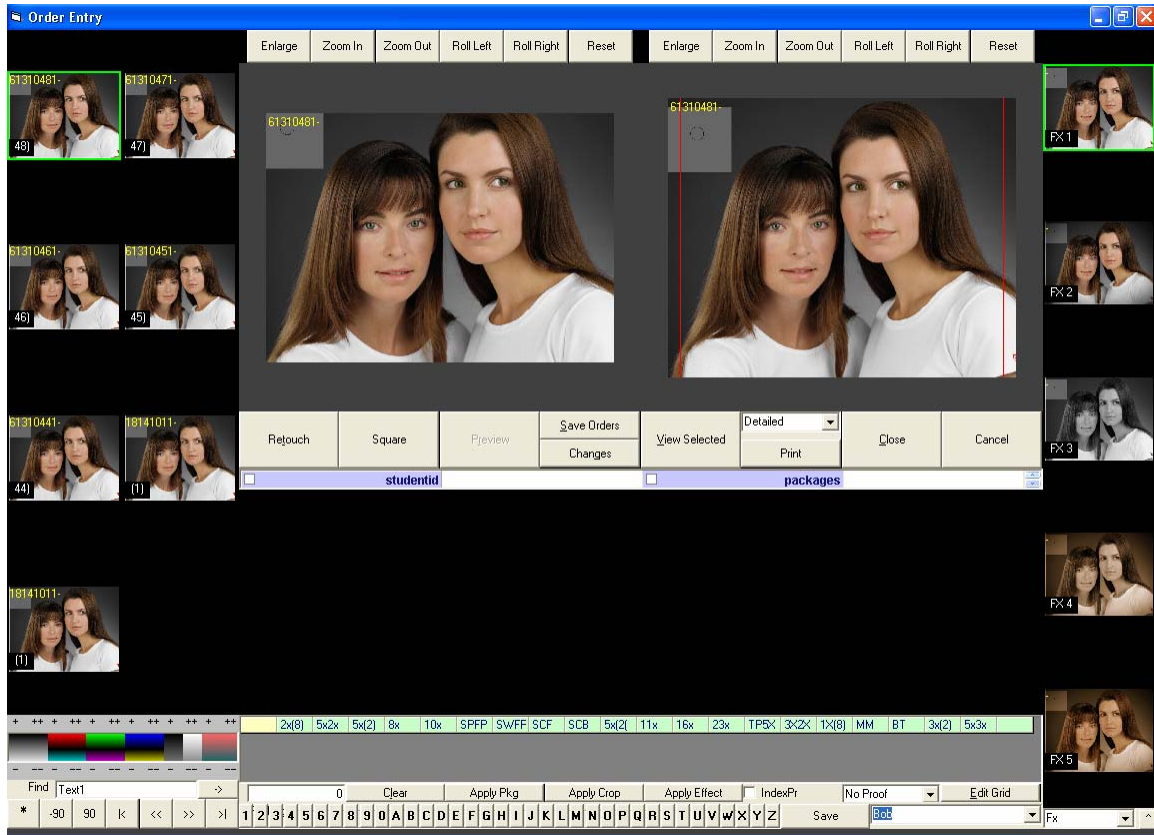 Order Entry
Enlarge Zoom In Zoom Out Roll Left Roll Right Reset Enlarge Zoom In Zoom Out Roll Left Roll Right Reset
61310481- 61310471-
48) 47)
61310481- 61310481-
FX 1
61310461- 61310451-
46) 45)
FX 2
61310441- 18141011-
44) (1)
FX 3
Retouch Square Preview Save Orders View Selected Detailed Close Cancel
Changes Print
studentid packages
18141011-
(1)
FX 4
+ ++ + ++ + ++ + ++ + ++ + ++
2x(8) 5x2x 5x(2) 8x 10x SPFP SWFF SCF SCB 5x(2( 11x 16x 23x TP5X 3X2X 1X(8) MM BT 3x(2) 5x3x
FX 5
- -- - -- - -- - -- - -- - --
Find Text1 ->
0 Clear Apply Pkg Apply Crop Apply Effect IndexPr No Proof Edit Grid
* -90 90 |< << >> >| 1 2 3 4 5 6 7 8 9 0 A B C D E F G H I J K L M N O P Q R S T U V W X Y Z Save Bob Fx ^